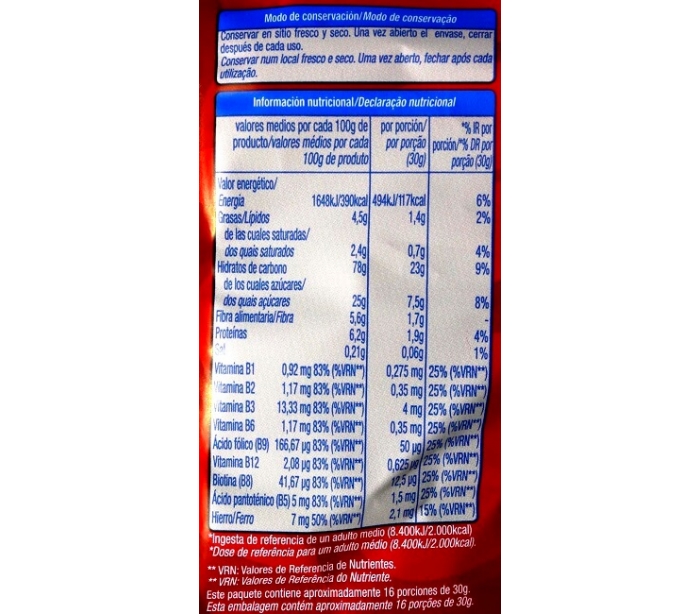 Modo de conservación/Modo de conservação
Conservar en sitio fresco y seco. Una vez abierto el envase, cerrar
después de cada uso.
Conservar num local fresco e seco. Uma vez aberto, fechar após cada
utilização.
Información nutricional/Declaração nutricional
valores medios por cada 100g de por porción/ *% IR por
producto/valores médios por cada por porção porción/*% DR por
100g de produto (30g) porção (30g)
Valor energético/
Energia 1648kJ/390kcal 494kJ/117kcal 6%
Grasas/Lípidos 4,5g 1,4g 2%
de las cuales saturadas/
dos quais saturados 2,4g 0,7g 4%
Hidratos de carbono 78g 23g 9%
de los cuales azúcares/
dos quais açúcares 25g 7,5g 8%
Fibra alimentaria/Fibra 5,6g 1,7g -
Proteínas 6,2g 1,9g 4%
Sal 0,21g 0,06g 1%
Vitamina B1 0,92 mg 83% (%VRN**) 0,275 mg 25% (%VRN**)
Vitamina B2 1,17 mg 83% (%VRN**) 0,35 mg 25% (%VRN**)
Vitamina B3 13,33 mg 83% (%VRN**) 4 mg 25% (%VRN**)
Vitamina B6 1,17 mg 83% (%VRN**) 0,35 mg 25% (%VRN**)
Ácido fólico (B9) 166,67 µg 83% (%VRN**) 50 µg 25% (%VRN**)
Vitamina B12 2,08 µg 83% (%VRN**) 0,625 µg 25% (%VRN**)
Biotina (B8) 41,67 µg 83% (%VRN**) 12,5 µg 25% (%VRN**)
Ácido pantoténico (B5) 5 mg 83% (%VRN**) 1,5 mg 25% (%VRN**)
Hierro/Ferro 7 mg 50% (%VRN**) 2,1 mg 15% (%VRN**)
*Ingesta de referencia de un adulto medio (8.400kJ/2.000kcal)
*Dose de referência para um adulto médio (8.400kJ/2.000kcal).
** VRN: Valores de Referencia de Nutrientes.
** VRN: Valores de Referência do Nutriente.
Este paquete contiene aproximadamente 16 porciones de 30g.
Esta embalagem contém aproximadamente 16 porções de 30g.